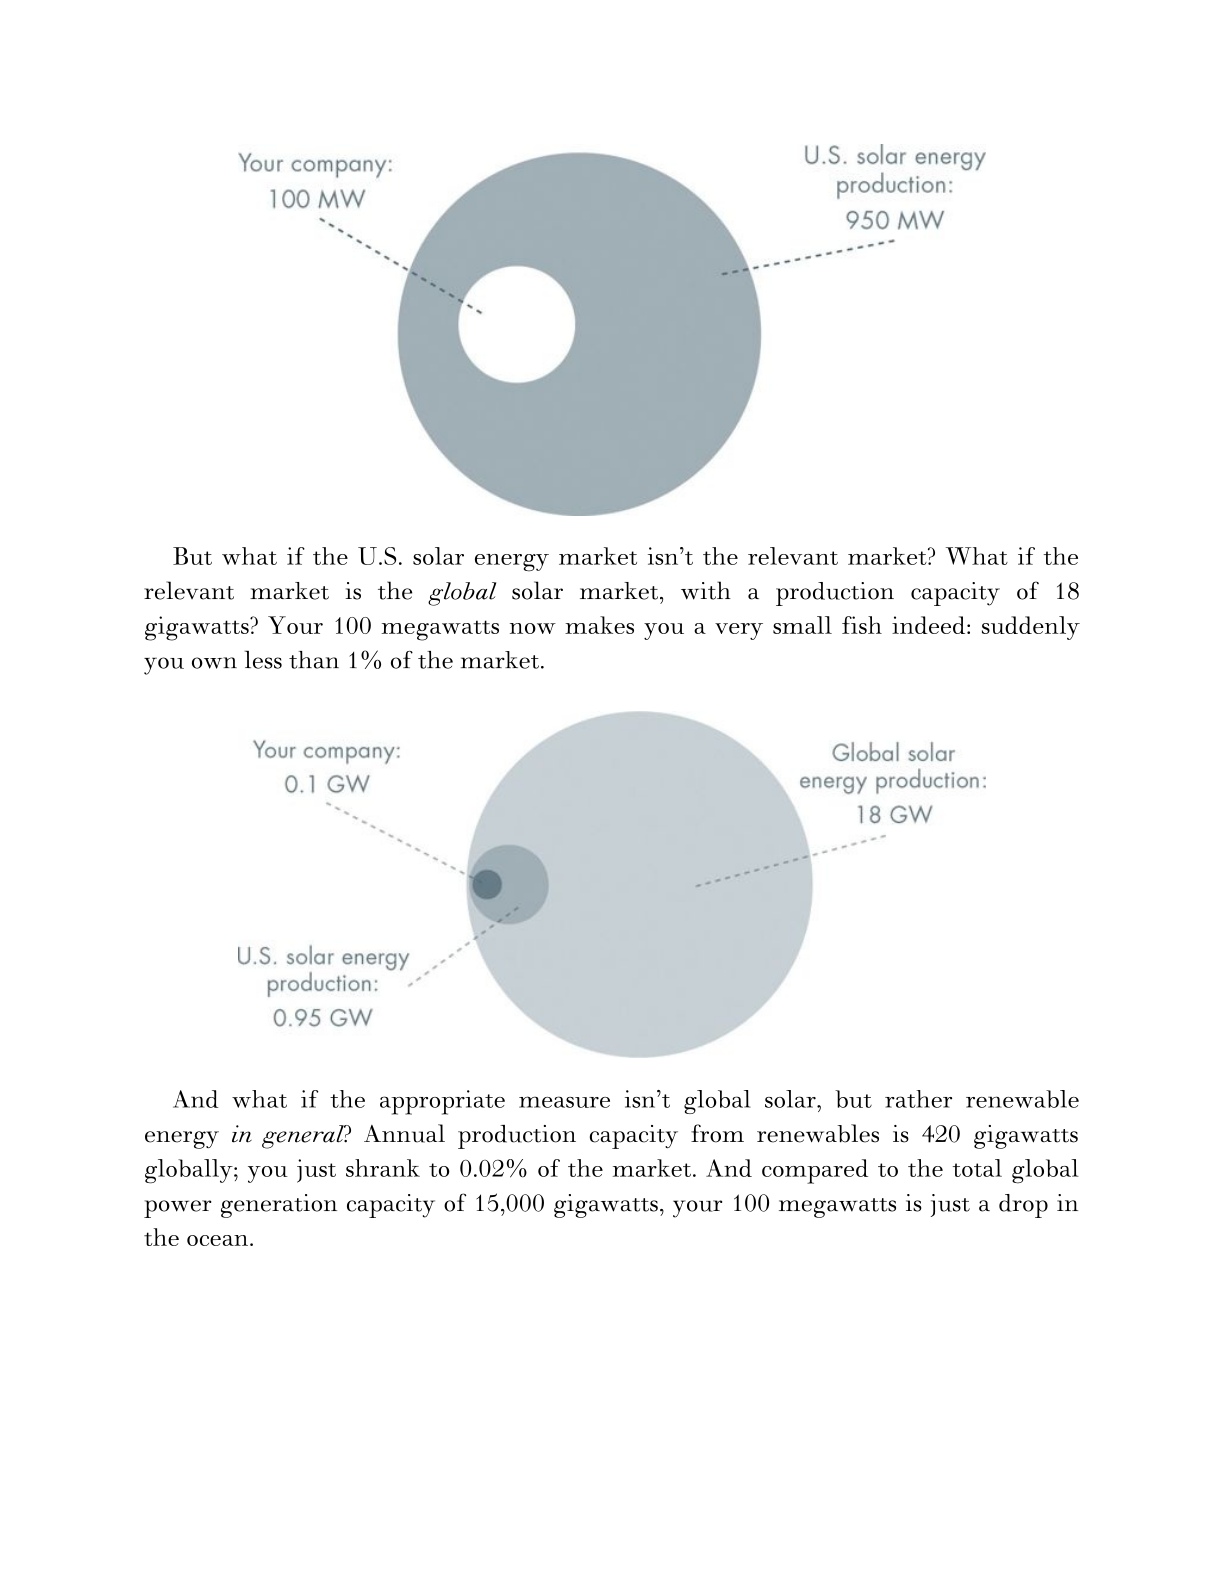 Your company:
100 MW
U.S. solar energy
production:
950 MW
But what if the U.S. solar energy market isn’t the relevant market? What if the
relevant market is the global solar market, with a production capacity of 18
gigawatts? Your 100 megawatts now makes you a very small fish indeed: suddenly
you own less than 1% of the market.
Your company:
0.1 GW
Global solar
energy production:
18 GW
U.S. solar energy
production:
0.95 GW
And what if the appropriate measure isn’t global solar, but rather renewable
energy in general? Annual production capacity from renewables is 420 gigawatts
globally; you just shrank to 0.02% of the market. And compared to the total global
power generation capacity of 15,000 gigawatts, your 100 megawatts is just a drop in
the ocean.